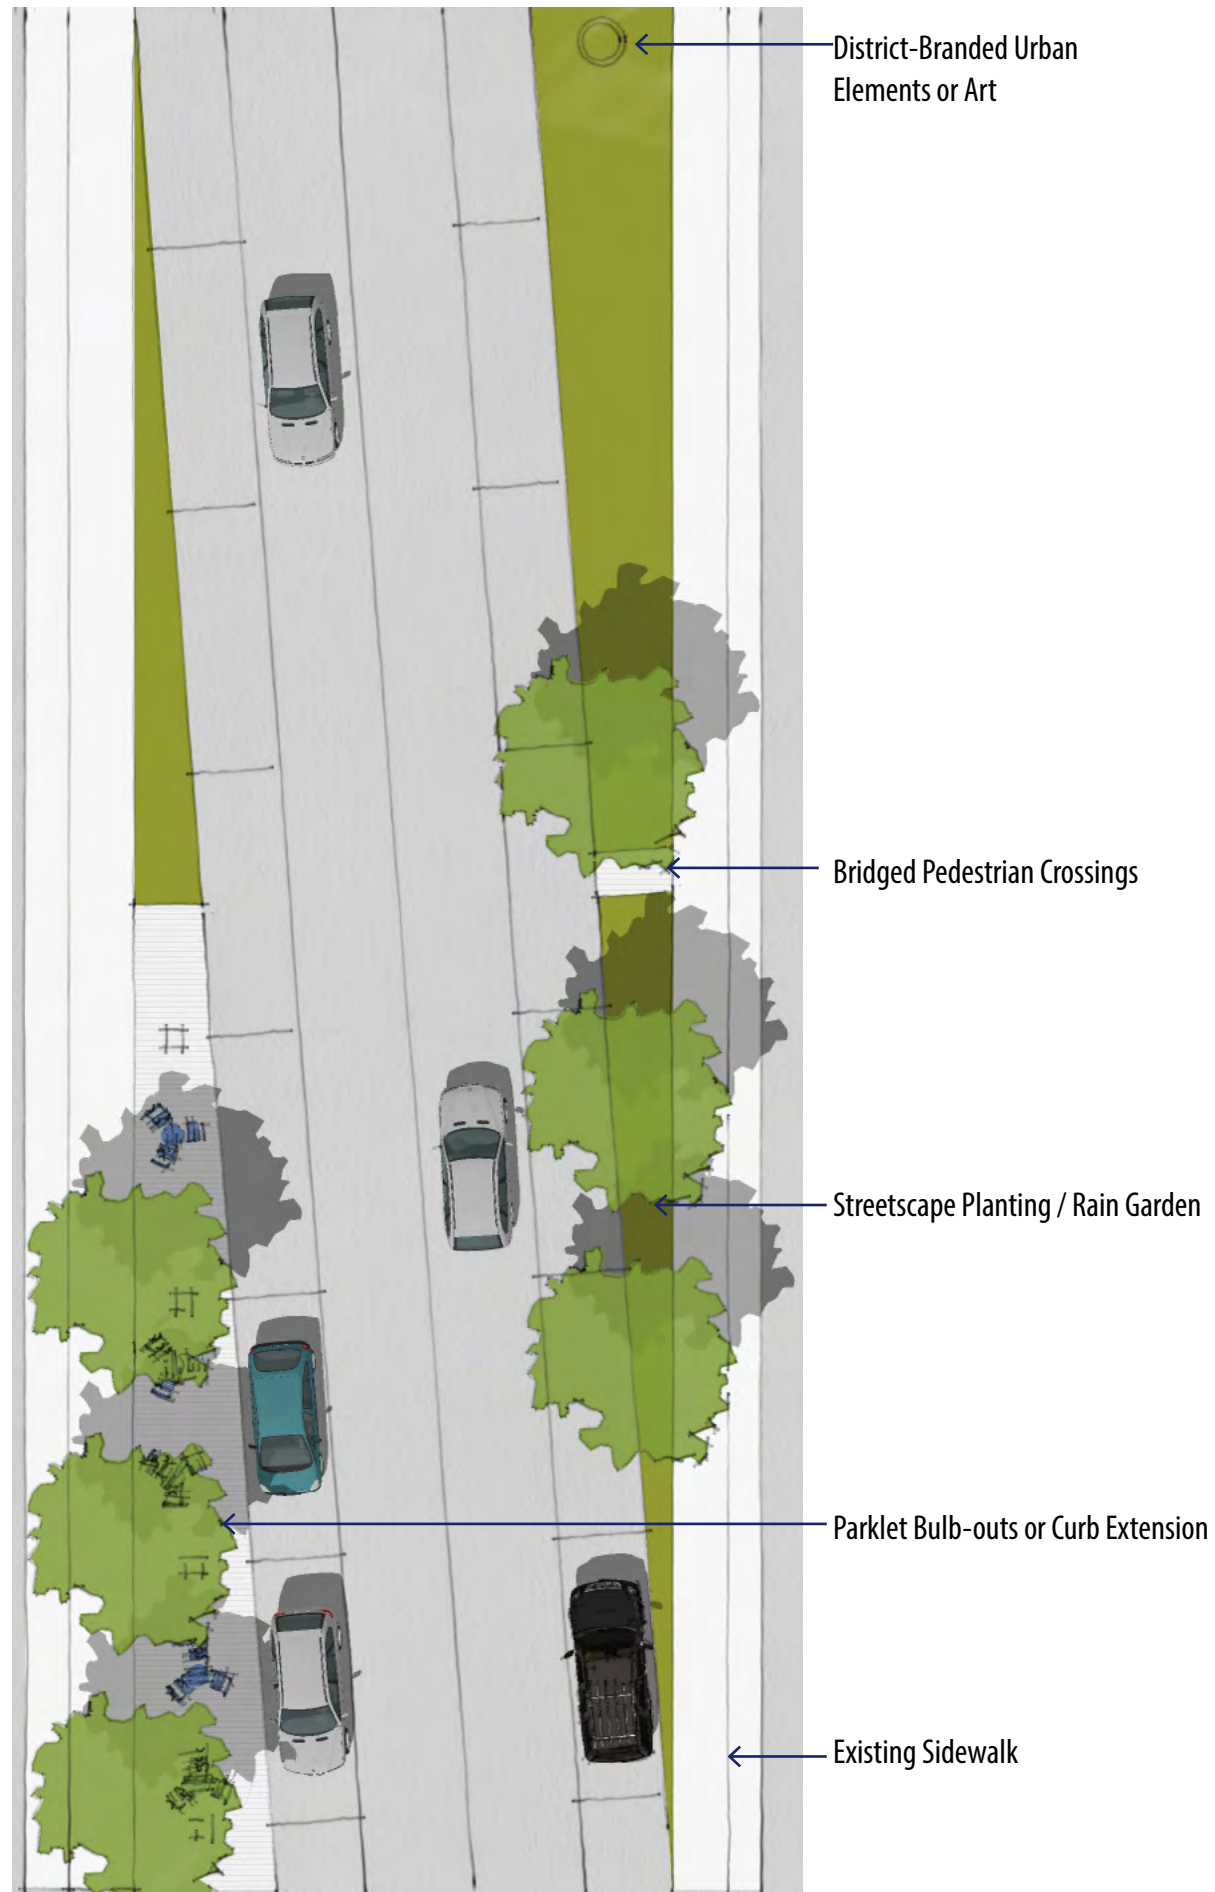 District-Branded Urban
Elements or Art
Bridged Pedestrian Crossings
Streetscape Planting / Rain Garden
Parklet Bulb-outs or Curb Extension
Existing Sidewalk